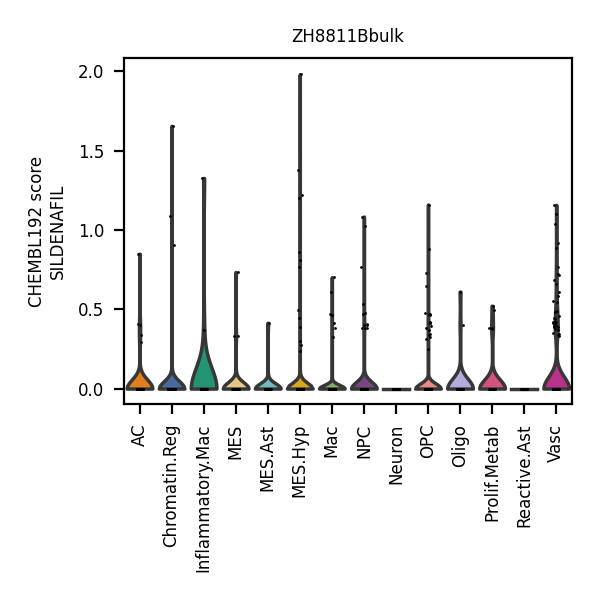 ZH8811Bbulk
CHEMBL192 score
SILDENAFIL
2.0
1.5
1.0
0.5
0.0
AC
Chromatin.Reg
Inflammatory.Mac
MES
MES.Ast
MES.Hyp
Mac
NPC
Neuron
OPC
Oligo
Prolif.Metab
Reactive.Ast
Vasc